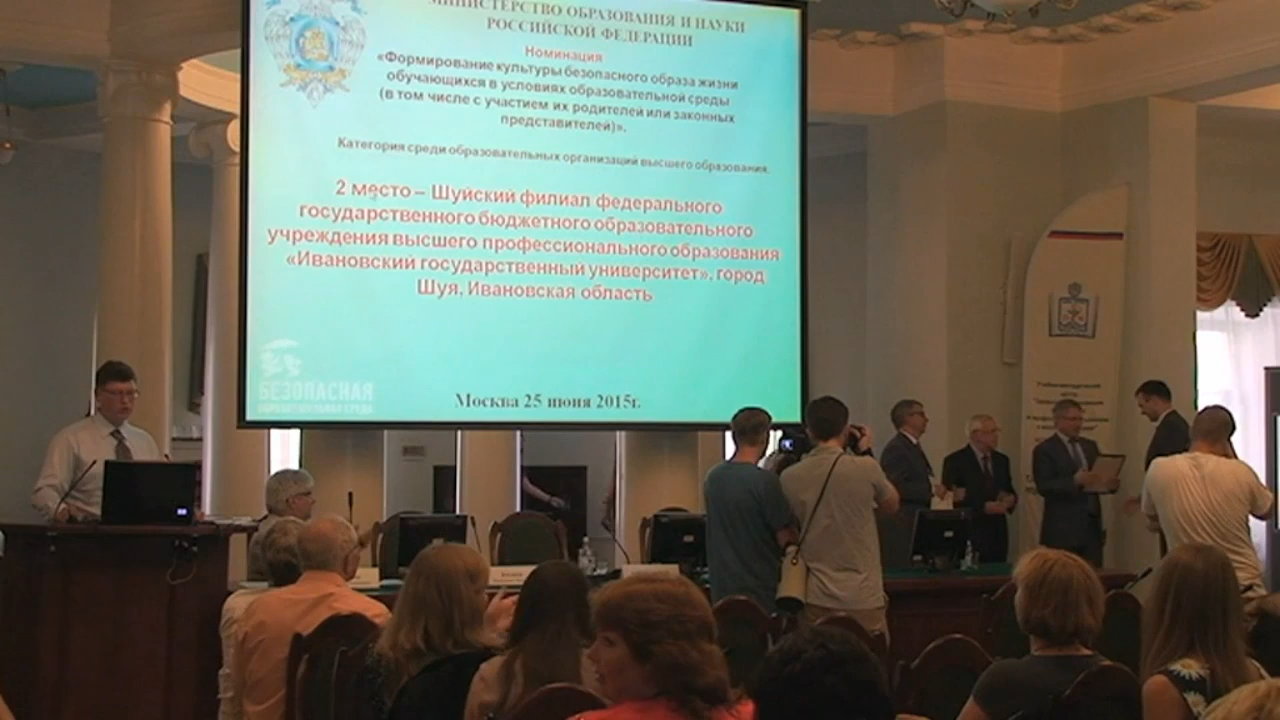 МИНИСТЕРСТВО ОБРАЗОВАНИЯ И НАУКИ
РОССИЙСКОЙ ФЕДЕРАЦИИ
Номинация
«Формирование культуры безопасного образа жизни
обучающихся в условиях образовательной среды
(в том числе с участием их родителей или законных
представителей)».
Категория среди образовательных организаций высшего образования.
2 место – Шуйский филиал федерального
государственного бюджетного образовательного
учреждения высшего профессионального образования
«Ивановский государственный университет», город
Шуя, Ивановская область
БЕЗОПАСНАЯ
ОБРАЗОВАТЕЛЬНАЯ СРЕДА
Москва 25 июня 2015г.